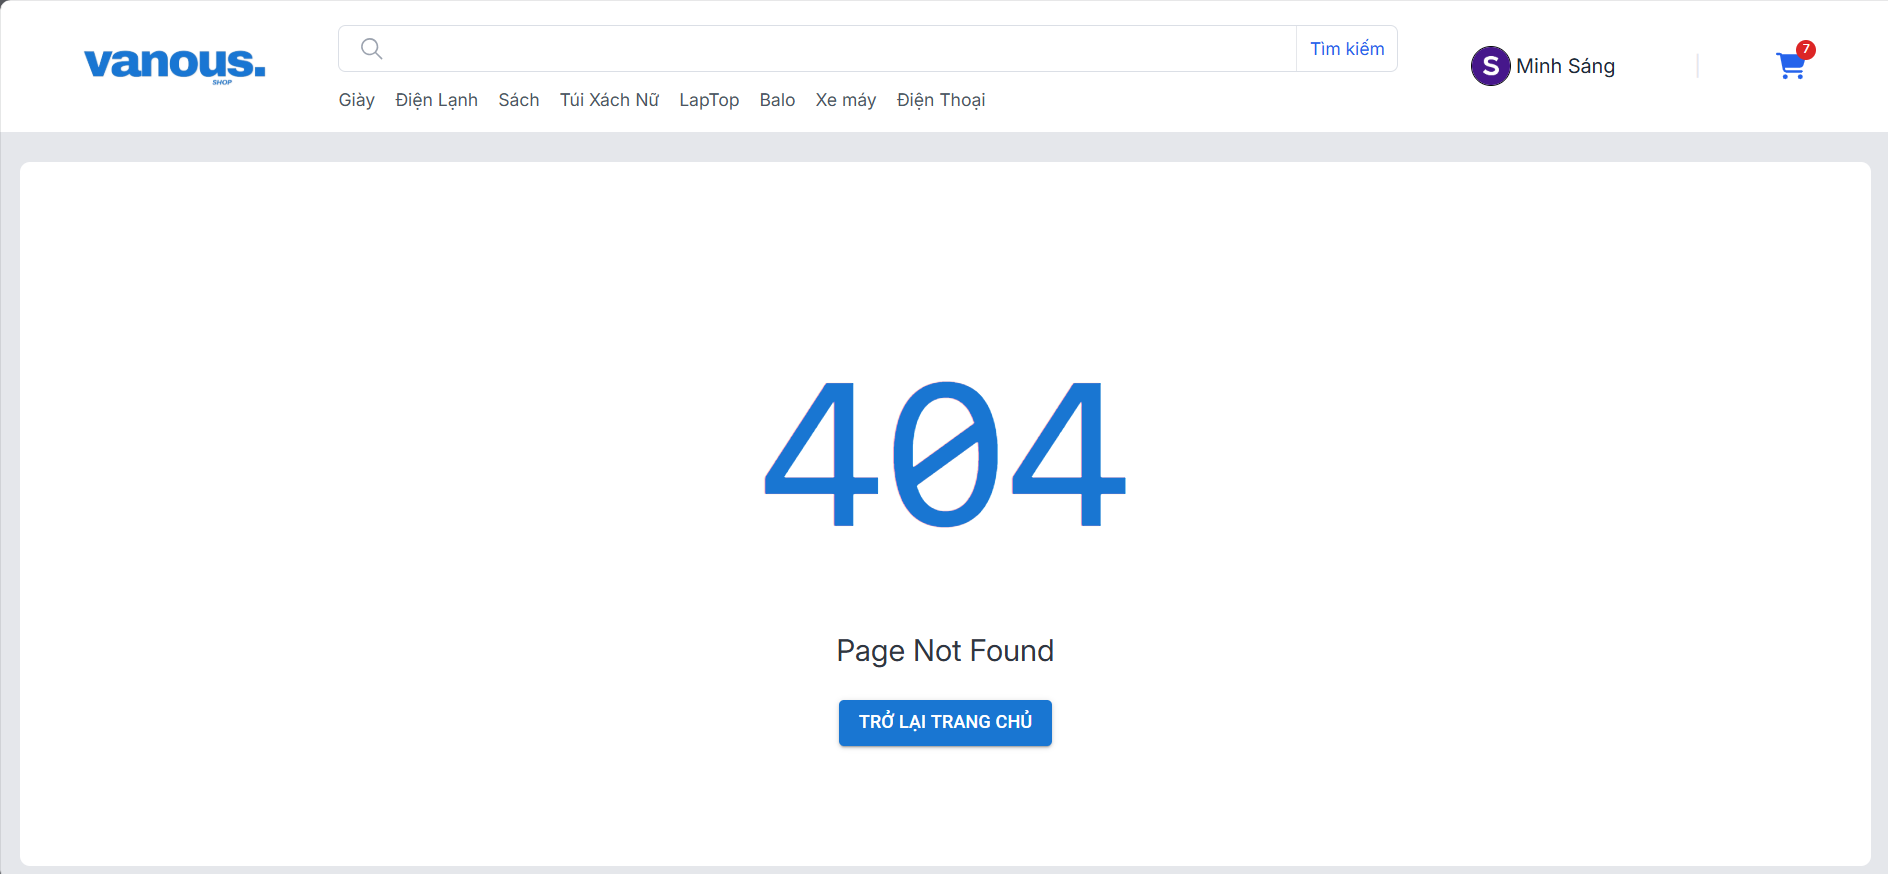 vanous.
SHOP
Tìm kiếm
S Minh Sáng
7
Giày Điện Lạnh Sách Túi Xách Nữ LapTop Balo Xe máy Điện Thoại
404
Page Not Found
TRỞ LẠI TRANG CHỦ